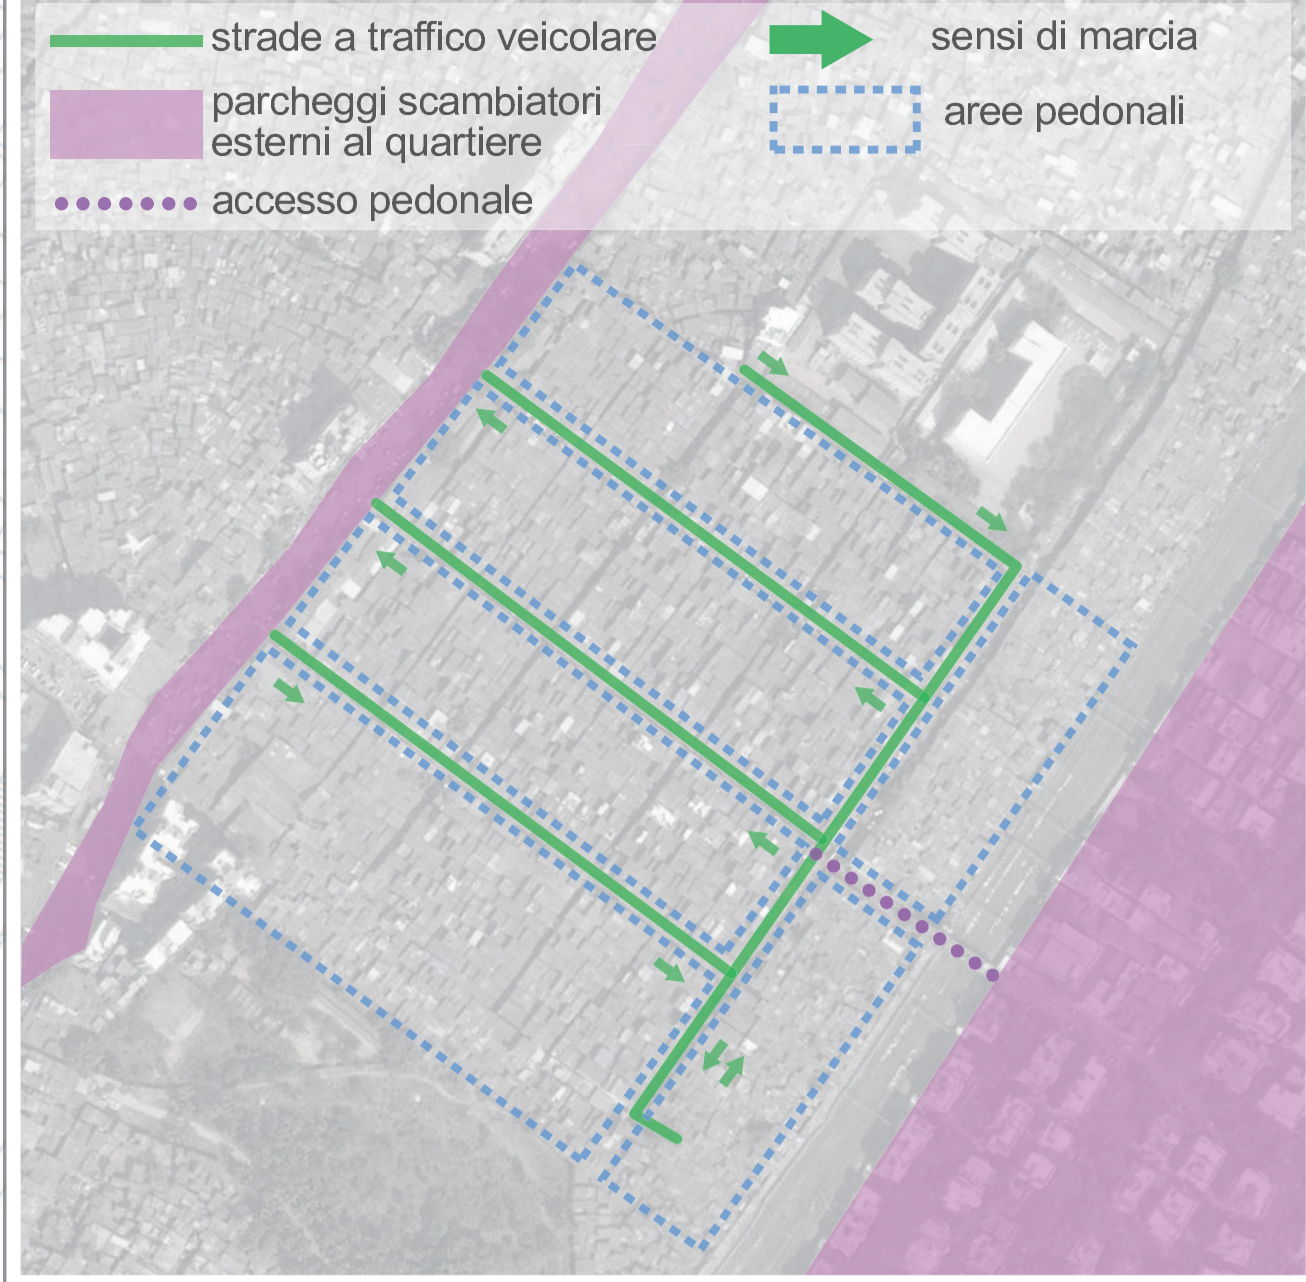 strade a traffico veicolare
sensi di marcia
parcheggi scambiatori
esterni al quartiere
aree pedonali
accesso pedonale